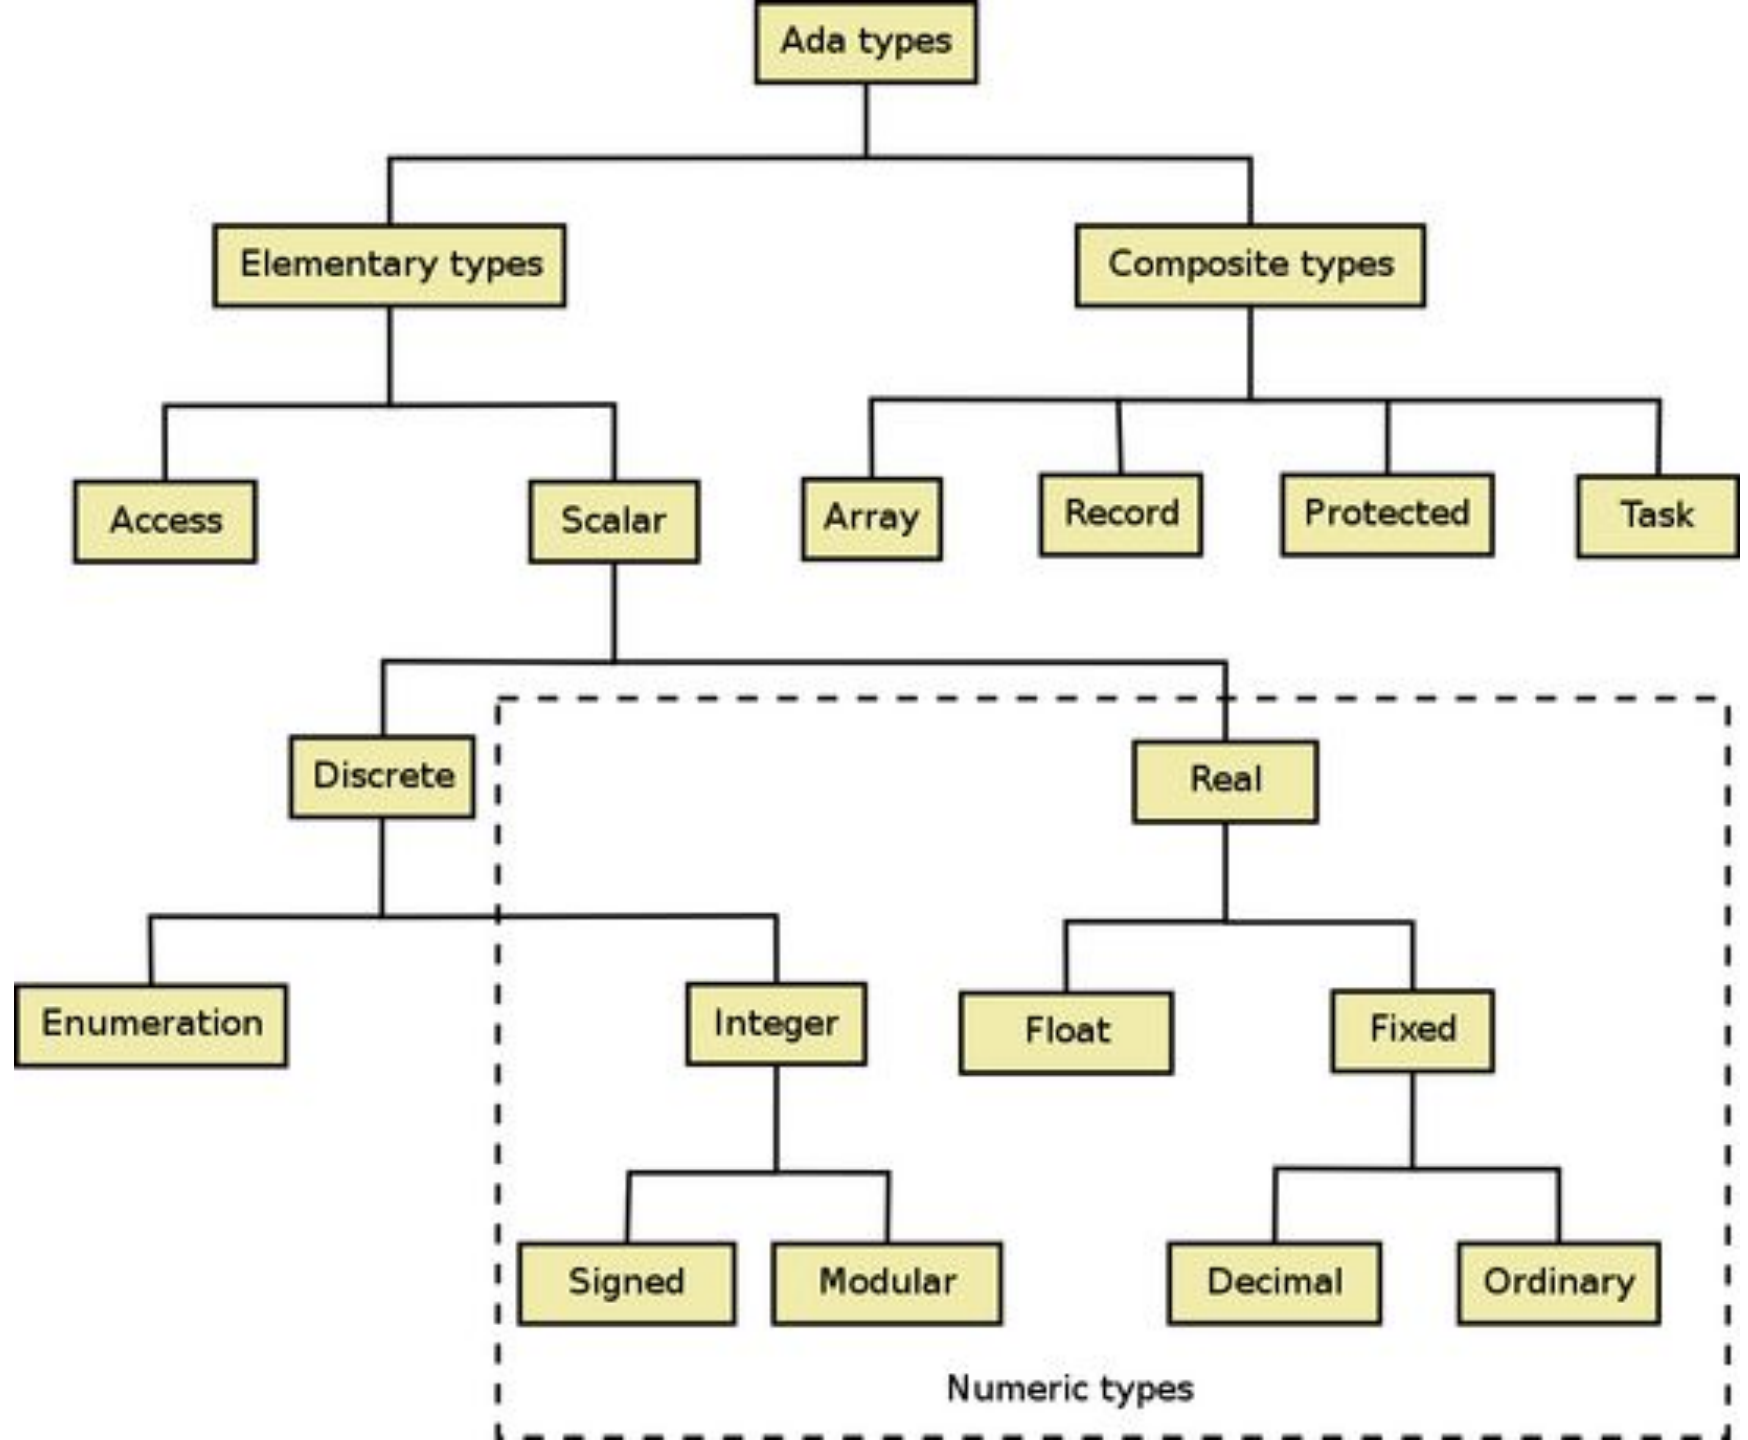 Ada types
Elementary types
Composite types
Access
Scalar
Array
Record
Protected
Task
Discrete
Real
Enumeration
Integer
Float
Fixed
Signed
Modular
Decimal
Ordinary
Numeric types